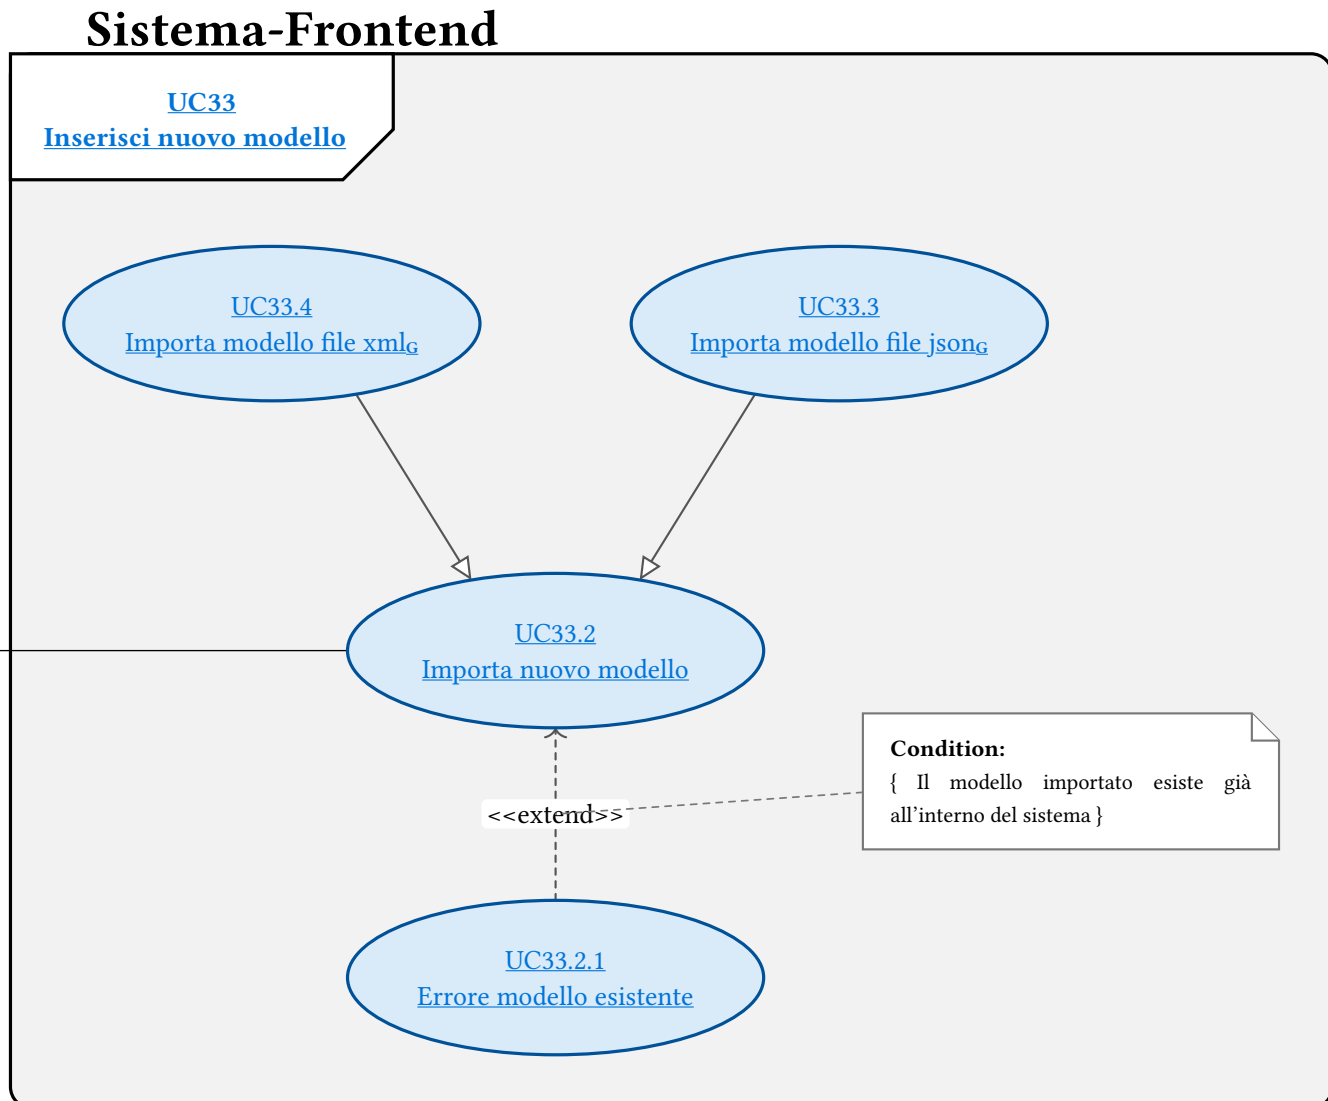 Sistema-Frontend
UC33
Inserisci nuovo modello
UC33.4
Importa modello file xmlG
UC33.3
Importa modello file jsonG
UC33.2
Importa nuovo modello
Condition:
{ Il modello importato esiste già
all'interno del sistema }
<<extend>>
UC33.2.1
Errore modello esistente